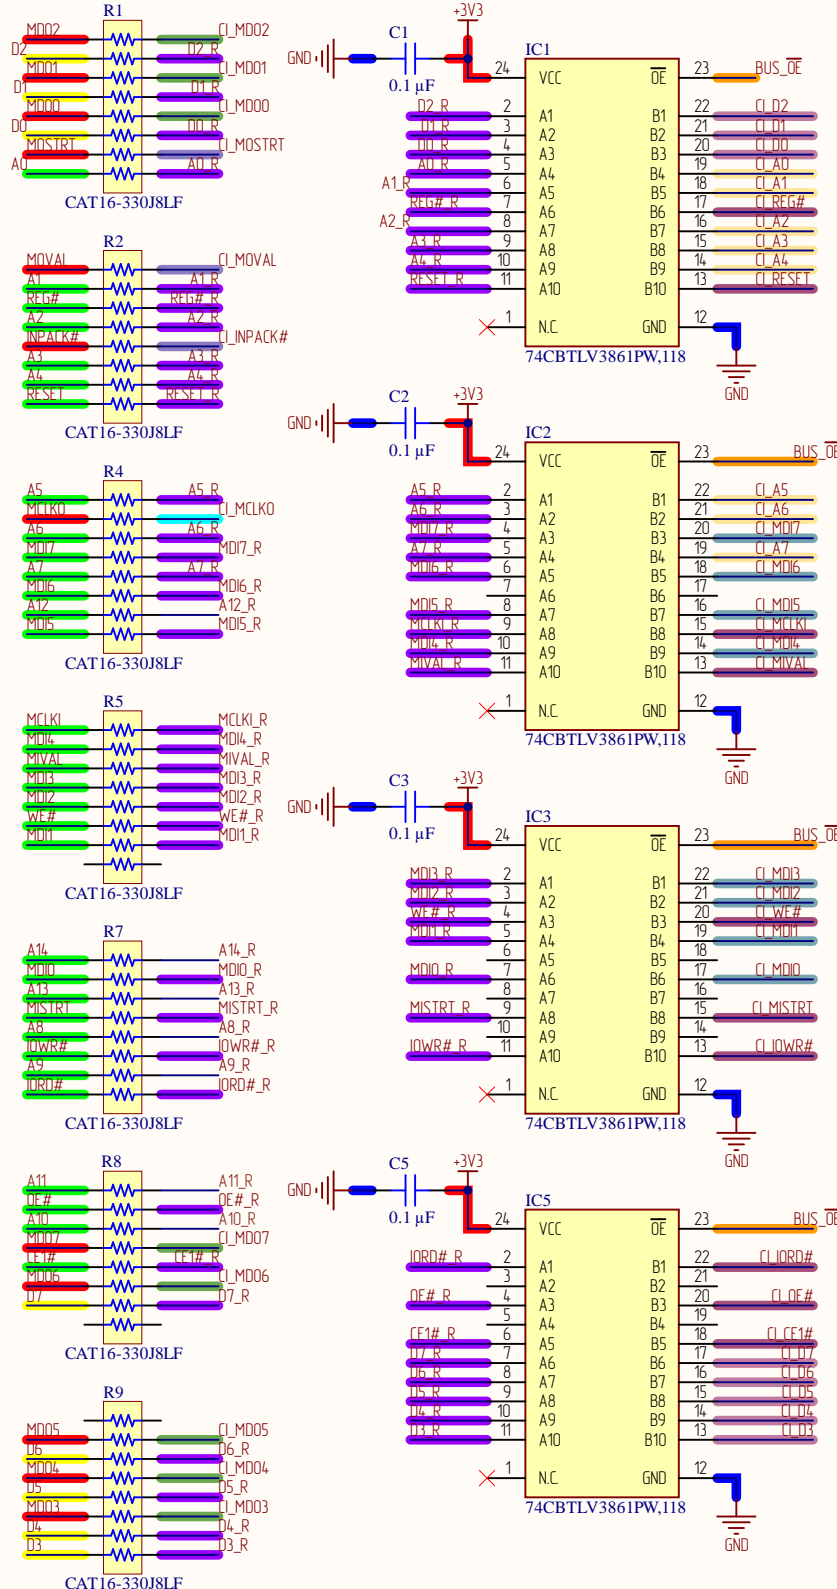 R1
MDO2 CI_MDO2
D2 D2_R
MDO1 CI_MDO1
D1 D1_R
MDO0 CI_MDO0
D0 D0_R
MOSTRT CI_MOSTRT
A0 A0_R
CAT16-330J8LF
R2
MOVAL CI_MOVAL
A1 A1_R
REG# REG#_R
A2 A2_R
INPACK# CI_INPACK#
A3 A3_R
A4 A4_R
RESET RESET_R
CAT16-330J8LF
R4
A5 A5_R
MCLKO CI_MCLKO
A6 A6_R
MDI7 MDI7_R
A7 A7_R
MDI6 MDI6_R
A12 A12_R
MDI5 MDI5_R
CAT16-330J8LF
R5
MCLKI MCLKI_R
MDI4 MDI4_R
MIVAL MIVAL_R
MDI3 MDI3_R
MDI2 MDI2_R
WE# WE#_R
MDI1 MDI1_R
CAT16-330J8LF
R7
A14 A14_R
MDI0 MDI0_R
A13 A13_R
MISTRT MISTRT_R
A8 A8_R
IOWR# IOWR#_R
A9 A9_R
IORD# IORD#_R
CAT16-330J8LF
R8
A11 A11_R
OE# OE#_R
A10 A10_R
MDO7 CI_MDO7
CE1# CE1#_R
MDO6 CI_MDO6
D7 D7_R
CAT16-330J8LF
R9
MDO5 CI_MDO5
D6 D6_R
MDO4 CI_MDO4
D5 D5_R
MDO3 CI_MDO3
D4 D4_R
D3 D3_R
CAT16-330J8LF
+3V3
C1
GND
0.1 µF
IC1
24 VCC OE 23 BUS_OE
D2_R 2 A1 B1 22 CI_D2
D1_R 3 A2 B2 21 CI_D1
D0_R 4 A3 B3 20 CI_D0
A0_R 5 A4 B4 19 CI_A0
A1_R 6 A5 B5 18 CI_A1
REG#_R 7 A6 B6 17 CI_REG#
A2_R 8 A7 B7 16 CI_A2
A3_R 9 A8 B8 15 CI_A3
A4_R 10 A9 B9 14 CI_A4
RESET_R 11 A10 B10 13 CI_RESET
1 N.C. GND 12
74CBTLV3861PW,118
GND
+3V3
C2
GND
0.1 µF
IC2
24 VCC OE 23 BUS_OE
A5_R 2 A1 B1 22 CI_A5
A6_R 3 A2 B2 21 CI_A6
MDI7_R 4 A3 B3 20 CI_MDI7
A7_R 5 A4 B4 19 CI_A7
MDI6_R 6 A5 B5 18 CI_MDI6
7 A6 B6 17
MDI5_R 8 A7 B7 16 CI_MDI5
MCLKI_R 9 A8 B8 15 CI_MCLKI
MDI4_R 10 A9 B9 14 CI_MDI4
MIVAL_R 11 A10 B10 13 CI_MIVAL
1 N.C. GND 12
74CBTLV3861PW,118
GND
+3V3
C3
GND
0.1 µF
IC3
24 VCC OE 23 BUS_OE
MDI3_R 2 A1 B1 22 CI_MDI3
MDI2_R 3 A2 B2 21 CI_MDI2
WE#_R 4 A3 B3 20 CI_WE#
MDI1_R 5 A4 B4 19 CI_MDI1
6 A5 B5 18
MDI0_R 7 A6 B6 17 CI_MDI0
8 A7 B7 16
MISTRT_R 9 A8 B8 15 CI_MISTRT
10 A9 B9 14
IOWR#_R 11 A10 B10 13 CI_IOWR#
1 N.C. GND 12
74CBTLV3861PW,118
GND
+3V3
C5
GND
0.1 µF
IC5
24 VCC OE 23 BUS_OE
IORD#_R 2 A1 B1 22 CI_IORD#
3 A2 B2 21
OE#_R 4 A3 B3 20 CI_OE#
5 A4 B4 19
CE1#_R 6 A5 B5 18 CI_CE1#
D7_R 7 A6 B6 17 CI_D7
D6_R 8 A7 B7 16 CI_D6
D5_R 9 A8 B8 15 CI_D5
D4_R 10 A9 B9 14 CI_D4
D3_R 11 A10 B10 13 CI_D3
1 N.C. GND 12
74CBTLV3861PW,118
GND